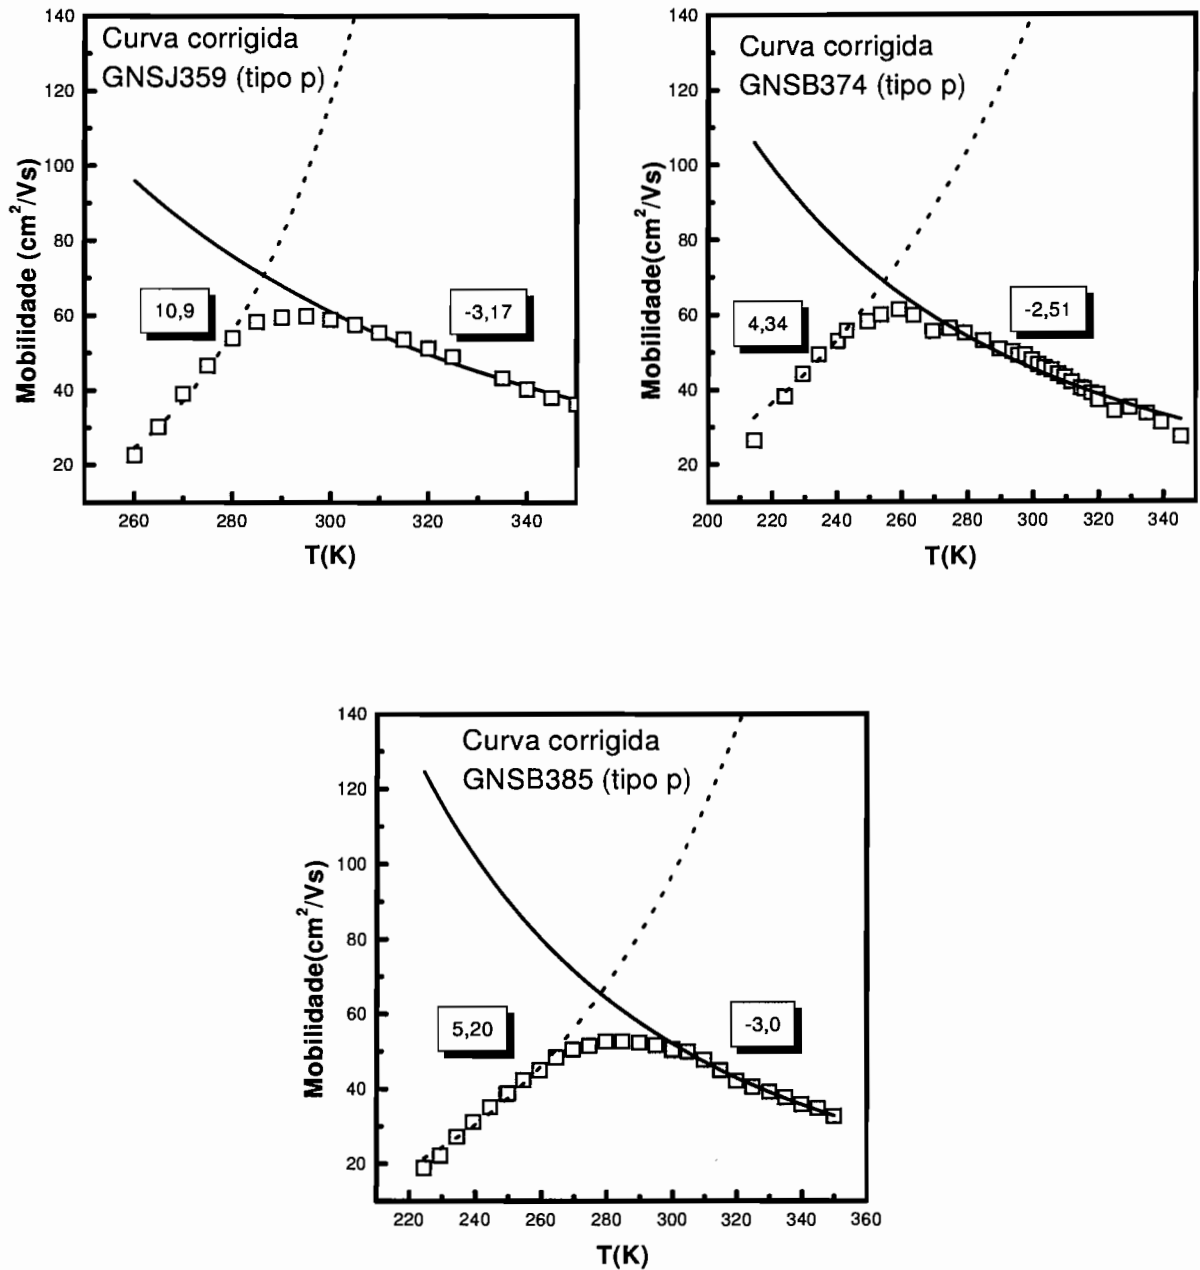 Curva corrigida
GNSJ359 (tipo p)
Mobilidade (cm²/Vs)
140
120
100
80
60
40
20
10,9
-3,17
260 280 300 320 340
T(K)
Curva corrigida
GNSB374 (tipo p)
Mobilidade(cm²/Vs)
140
120
100
80
60
40
20
4,34
-2,51
200 220 240 260 280 300 320 340
T(K)
Curva corrigida
GNSB385 (tipo p)
Mobilidade(cm²/Vs)
140
120
100
80
60
40
20
5,20
-3,0
220 240 260 280 300 320 340 360
T(K)